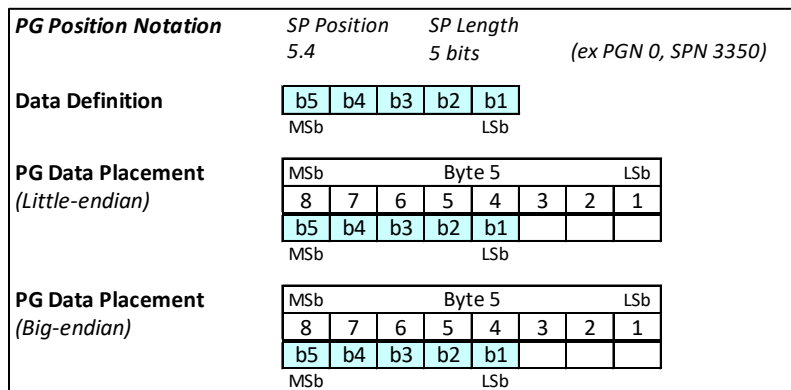 PG Position Notation SP Position SP Length
5.4 5 bits (ex PGN 0, SPN 3350)
Data Definition b5 b4 b3 b2 b1
MSb LSb
PG Data Placement MSb Byte 5 LSb
(Little-endian) 8 7 6 5 4 3 2 1
b5 b4 b3 b2 b1
MSb LSb
PG Data Placement MSb Byte 5 LSb
(Big-endian) 8 7 6 5 4 3 2 1
b5 b4 b3 b2 b1
MSb LSb